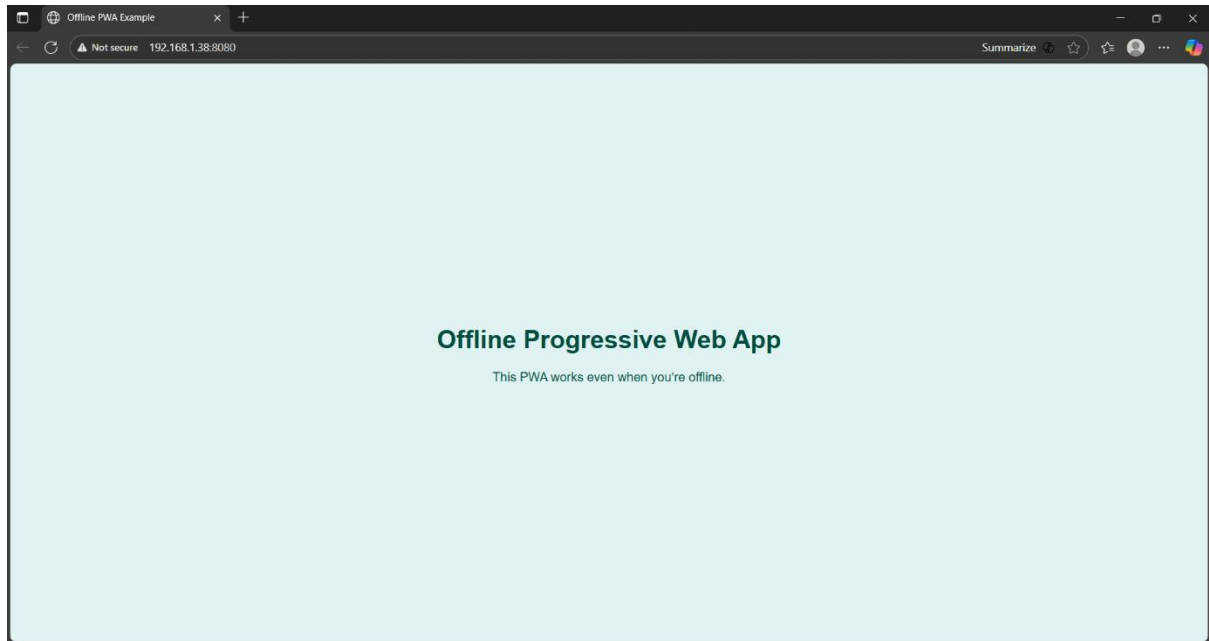 Offline PWA Example
Not secure 192.168.1.38:8080
Summarize
Offline Progressive Web App
This PWA works even when you're offline.